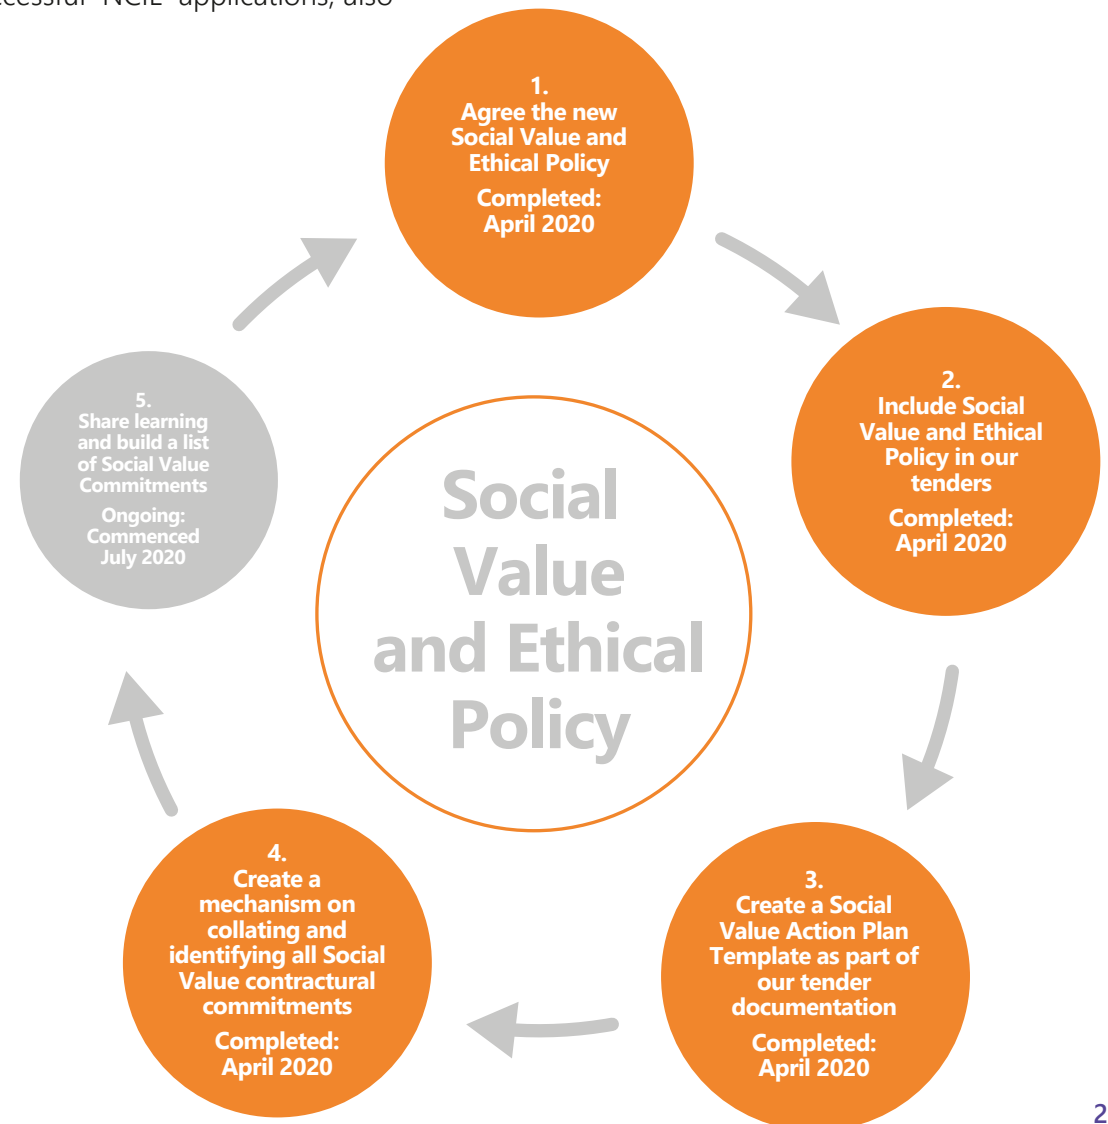 NCIL applications, also
1.
Agree the new
Social Value and
Ethical Policy
Completed:
April 2020
2.
Include Social
Value and Ethical
Policy in our
tenders
Completed:
April 2020
3.
Create a Social
Value Action Plan
Template as part of
our tender
documentation
Completed:
April 2020
4.
Create a
mechanism on
collating and
identifying all Social
Value contractural
commitments
Completed:
April 2020
5.
Share learning
and build a list
of Social Value
Commitments
Ongoing:
Commenced
July 2020
Social
Value
and Ethical
Policy
2